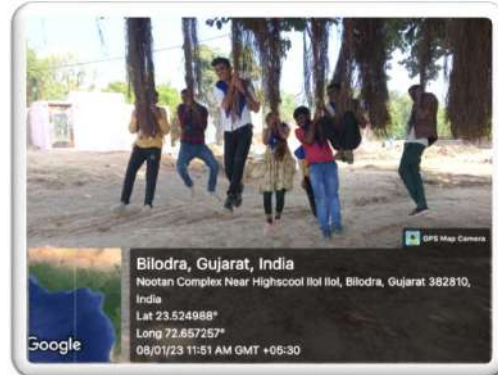 GPS Map Camera
Bilodra, Gujarat, India
Nootan Complex Near Highscool Ilol Ilol, Bilodra, Gujarat 382810,
India
Lat 23.524988°
Long 72.657257°
08/01/23 11:51 AM GMT +05:30
Google